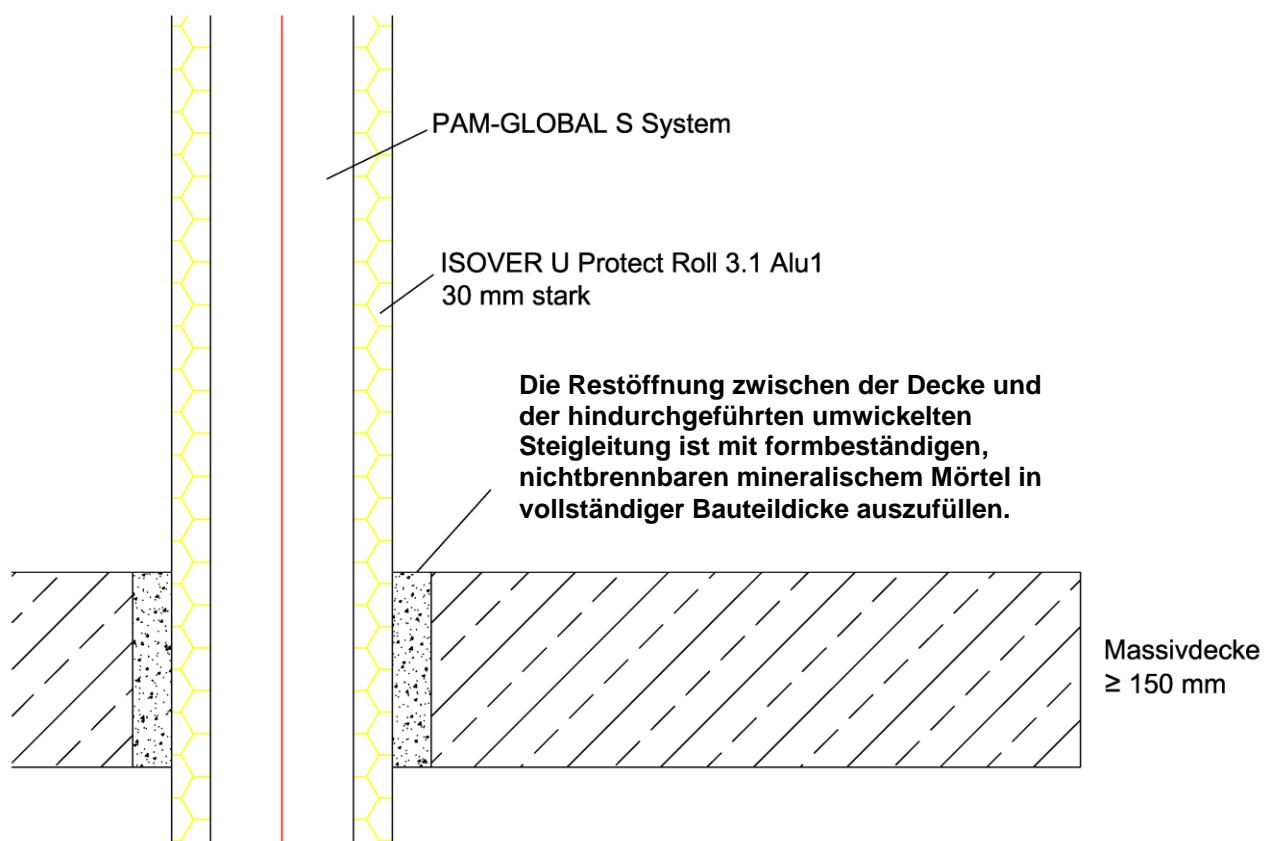 PAM-GLOBAL S System
ISOVER U Protect Roll 3.1 Alu1
30 mm stark
Die Restöffnung zwischen der Decke und
der hindurchgeführten umwickelten
Steigleitung ist mit formbeständigen,
nichtbrennbaren mineralischem Mörtel in
vollständiger Bauteildicke auszufüllen.
Massivdecke
≥ 150 mm